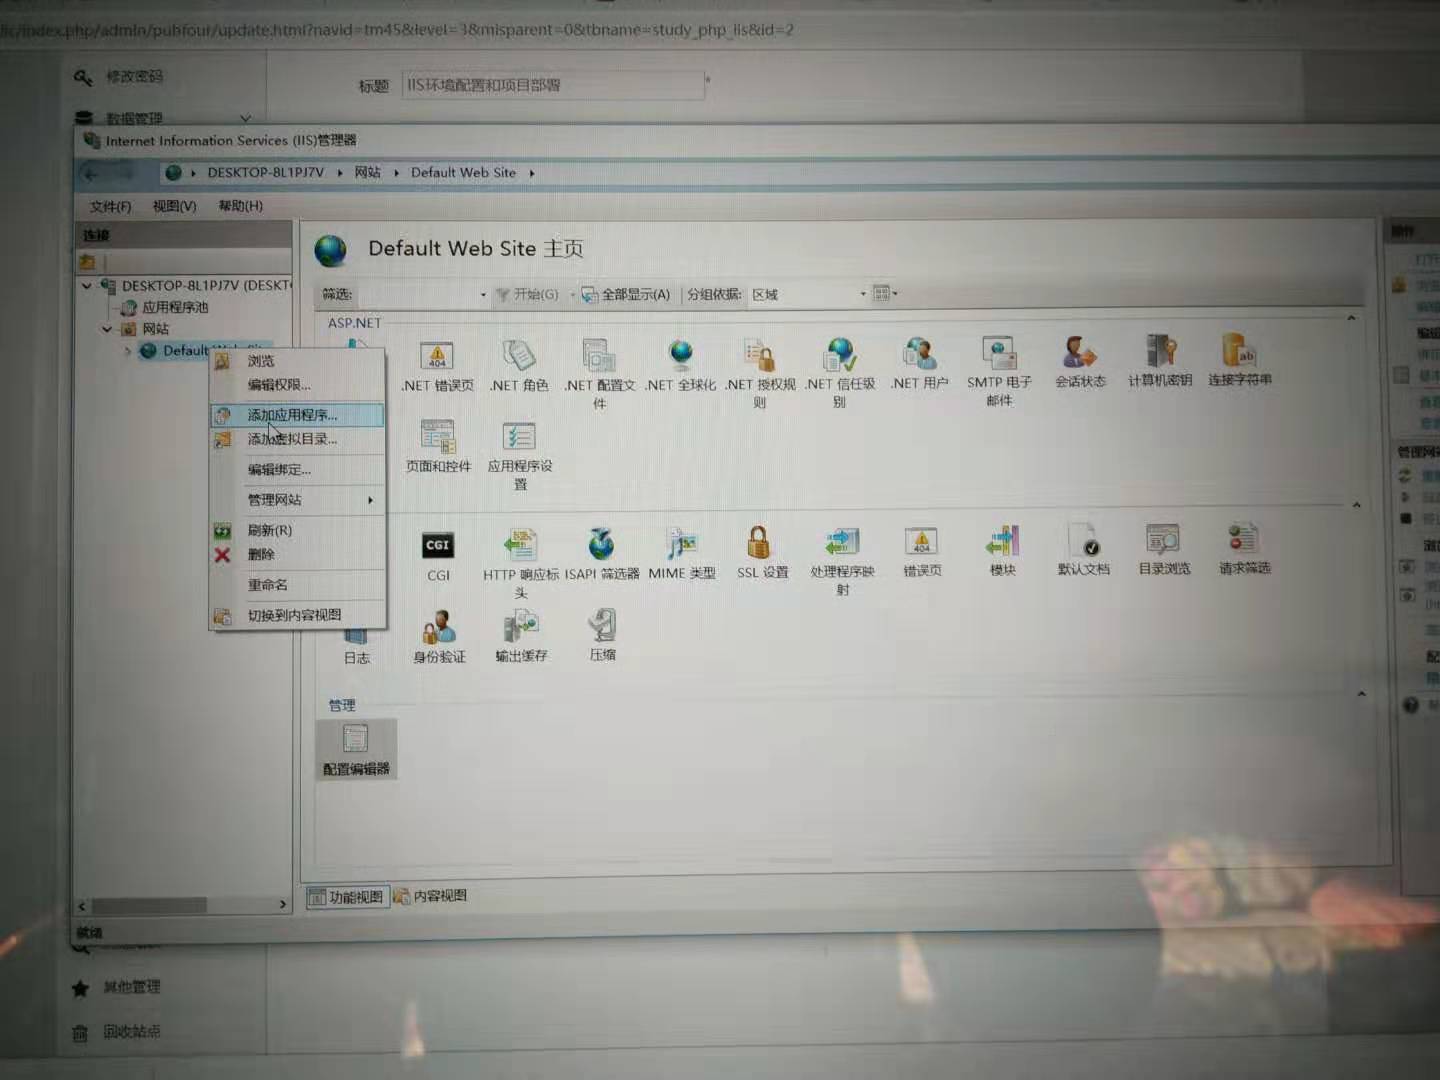 /index.php/admin/pubfour/update.html?navid=tm45&level=3&misparent=0&tbname=study_php_iis&id=2
修改密码
标题 IIS环境配置和项目部署 *
数据管理
Internet Information Services (IIS)管理器
DESKTOP-8L1PJ7V 网站 Default Web Site
文件(F) 视图(V) 帮助(H)
连接
DESKTOP-8L1PJ7V (DESKT
应用程序池
网站
Default
浏览
编辑权限...
添加应用程序...
添加虚拟目录...
编辑绑定...
管理网站
刷新(R)
删除
重命名
切换到内容视图
Default Web Site 主页
筛选: 开始(G) 全部显示(A) 分组依据: 区域
ASP.NET
.NET 错误页
.NET 角色
.NET 配置文
件
.NET 全球化
.NET 授权规
则
.NET 信任级
别
.NET 用户
SMTP 电子
邮件
会话状态
计算机密钥
连接字符串
页面和控件
应用程序设
置
CGI
CGI
HTTP 响应标
头
ISAPI 筛选器
MIME 类型
SSL 设置
处理程序映
射
错误页
模块
默认文档
目录浏览
请求筛选
日志
身份验证
输出缓存
压缩
管理
配置编辑器
功能视图
内容视图
就绪
操作
管理网站
其他管理
回收站点